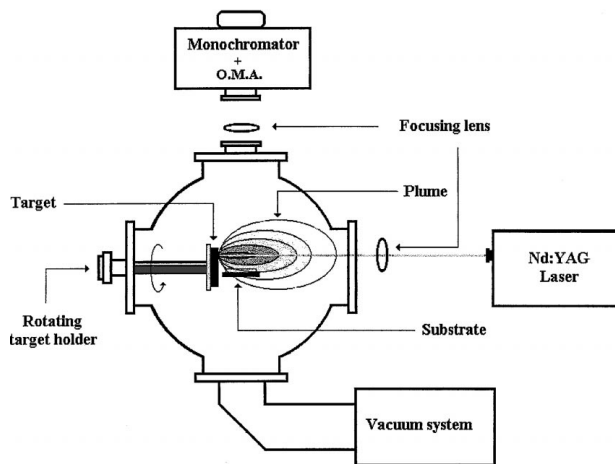 Monochromator
+
O.M.A.
Focusing lens
Plume
Target
Nd:YAG
Laser
Rotating
target holder
Substrate
Vacuum system